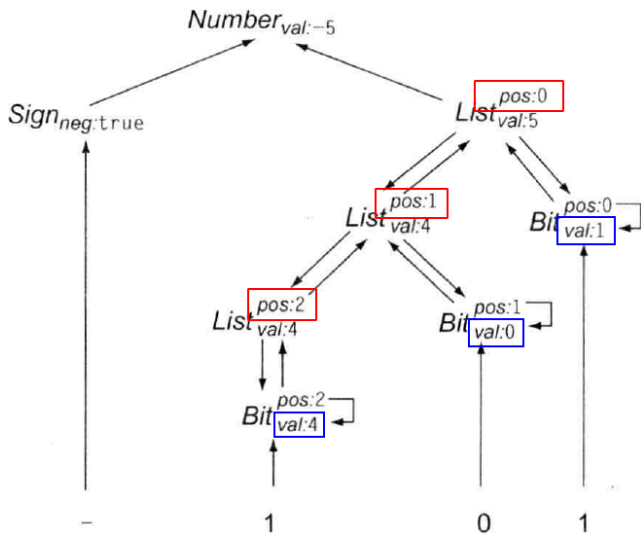 Number val:-5
Sign neg:true
List pos:0 val:5
List pos:1 val:4
Bit pos:0 val:1
List pos:2 val:4
Bit pos:1 val:0
Bit pos:2 val:4
- 1 0 1